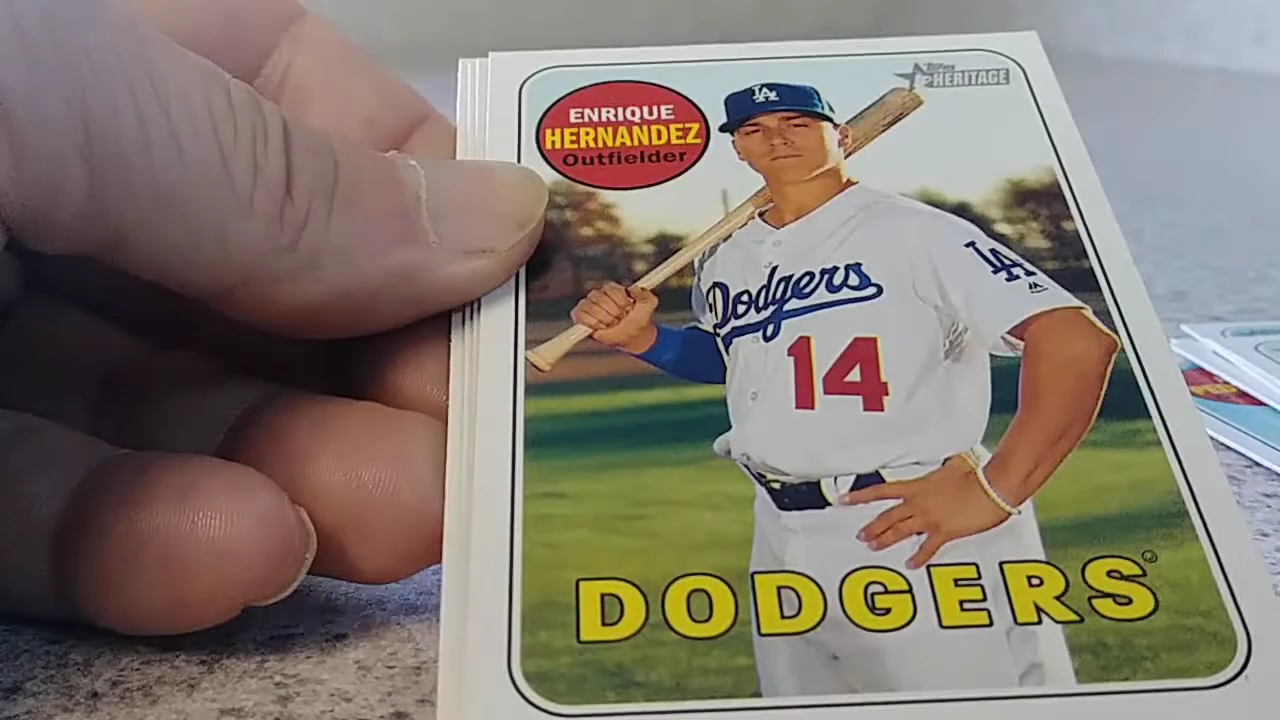 ENRIQUE
HERNANDEZ
Outfielder
Topps
HERITAGE
LA
LA
Dodgers
14
DODGERS